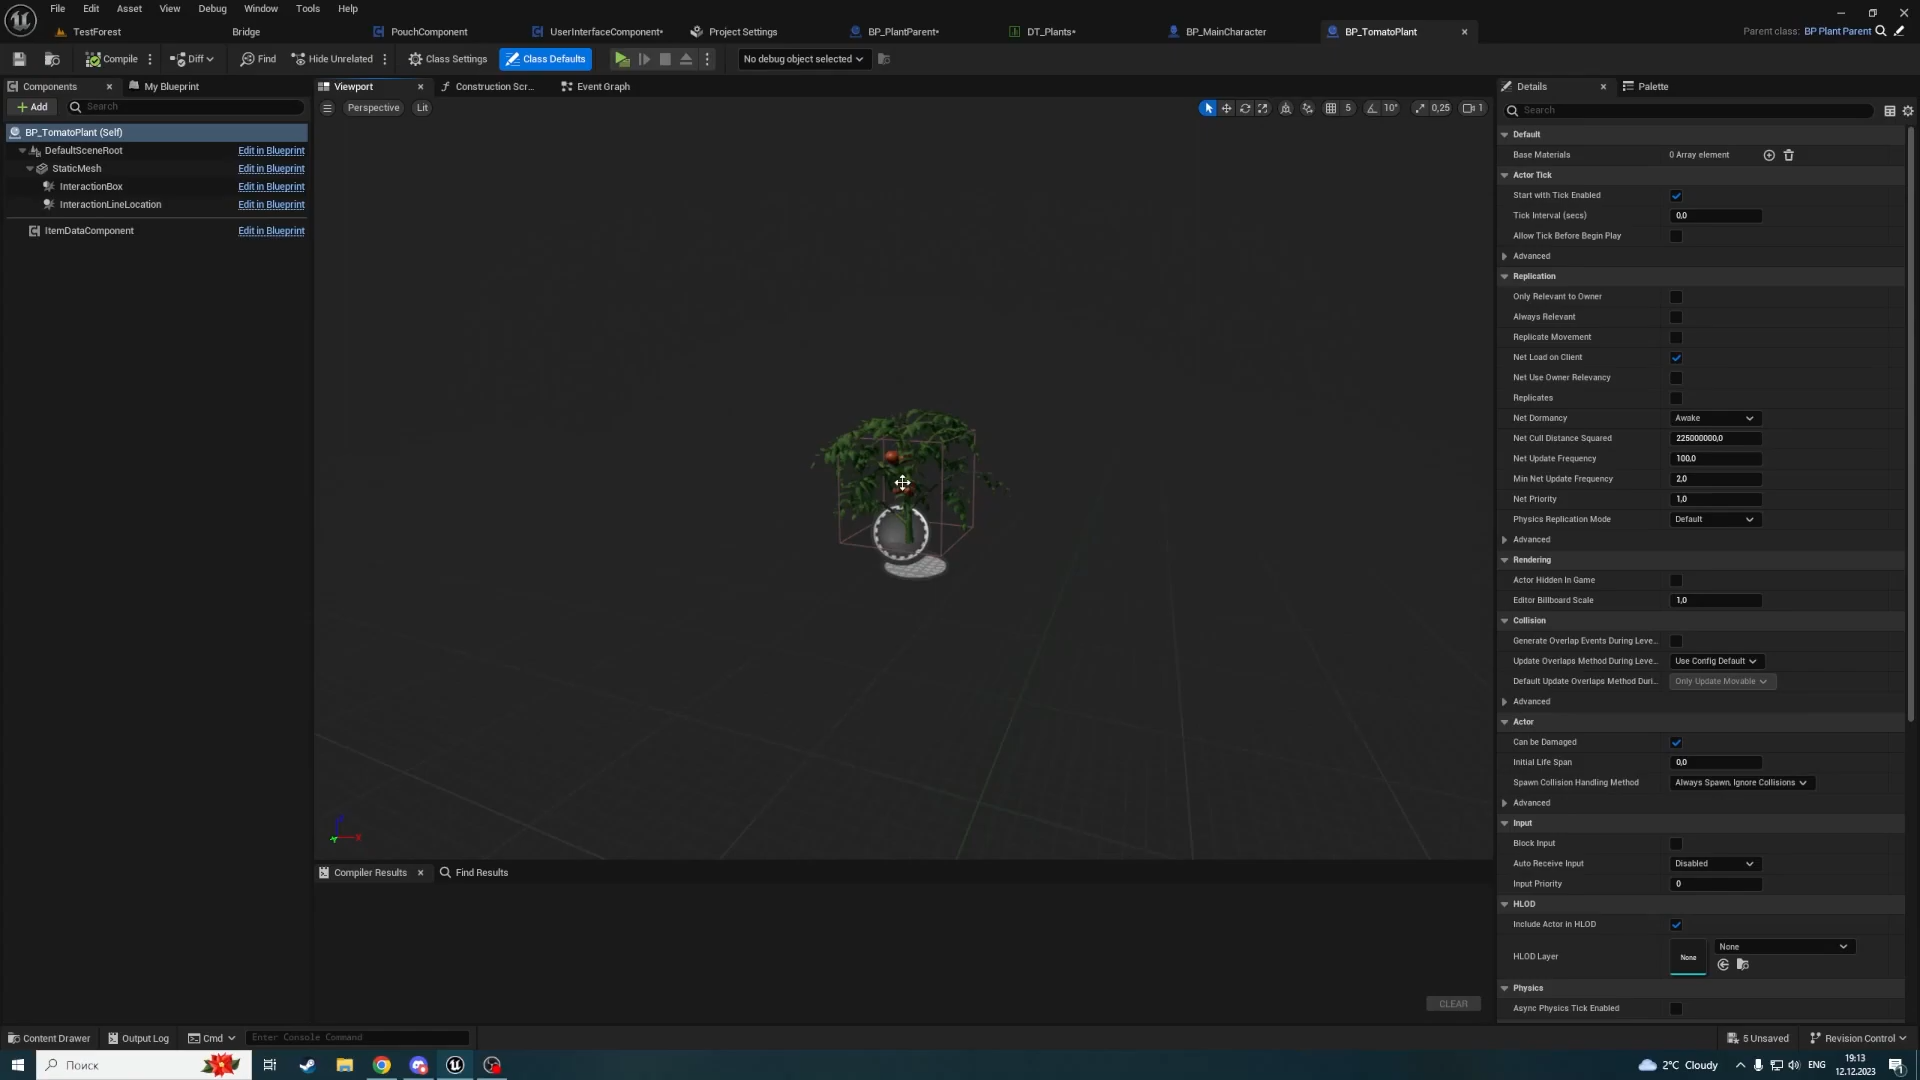 File Edit Asset View Debug Window Tools Help
TestForest Bridge PouchComponent UserInterfaceComponent* Project Settings BP_PlantParent* DT_Plants* BP_MainCharacter BP_TomatoPlant Parent class: BP Plant Parent
Compile Diff Find Hide Unrelated Class Settings Class Defaults No debug object selected
Components My Blueprint Viewport Construction Scr... Event Graph Details Palette
Add Search Perspective Lit 5 10° 0,25 1 Search
BP_TomatoPlant (Self)
DefaultSceneRoot Edit in Blueprint
StaticMesh Edit in Blueprint
InteractionBox Edit in Blueprint
InteractionLineLocation Edit in Blueprint
ItemDataComponent Edit in Blueprint
Default
Base Materials 0 Array element
Actor Tick
Start with Tick Enabled
Tick Interval (secs) 0,0
Allow Tick Before Begin Play
Advanced
Replication
Only Relevant to Owner
Always Relevant
Replicate Movement
Net Load on Client
Net Use Owner Relevancy
Replicates
Net Dormancy Awake
Net Cull Distance Squared 225000000,0
Net Update Frequency 100,0
Min Net Update Frequency 2,0
Net Priority 1,0
Physics Replication Mode Default
Advanced
Rendering
Actor Hidden In Game
Editor Billboard Scale 1,0
Collision
Generate Overlap Events During Leve...
Update Overlaps Method During Leve... Use Config Default
Default Update Overlaps Method Duri... Only Update Movable
Advanced
Actor
Can be Damaged
Initial Life Span 0,0
Spawn Collision Handling Method Always Spawn, Ignore Collisions
Advanced
Input
Block Input
Auto Receive Input Disabled
Input Priority 0
HLOD
Include Actor in HLOD
HLOD Layer None None
Physics
Async Physics Tick Enabled
Compiler Results Find Results
CLEAR
Content Drawer Output Log Cmd Enter Console Command 5 Unsaved Revision Control
Поиск 2°C Cloudy ENG 19:13
12.12.2023